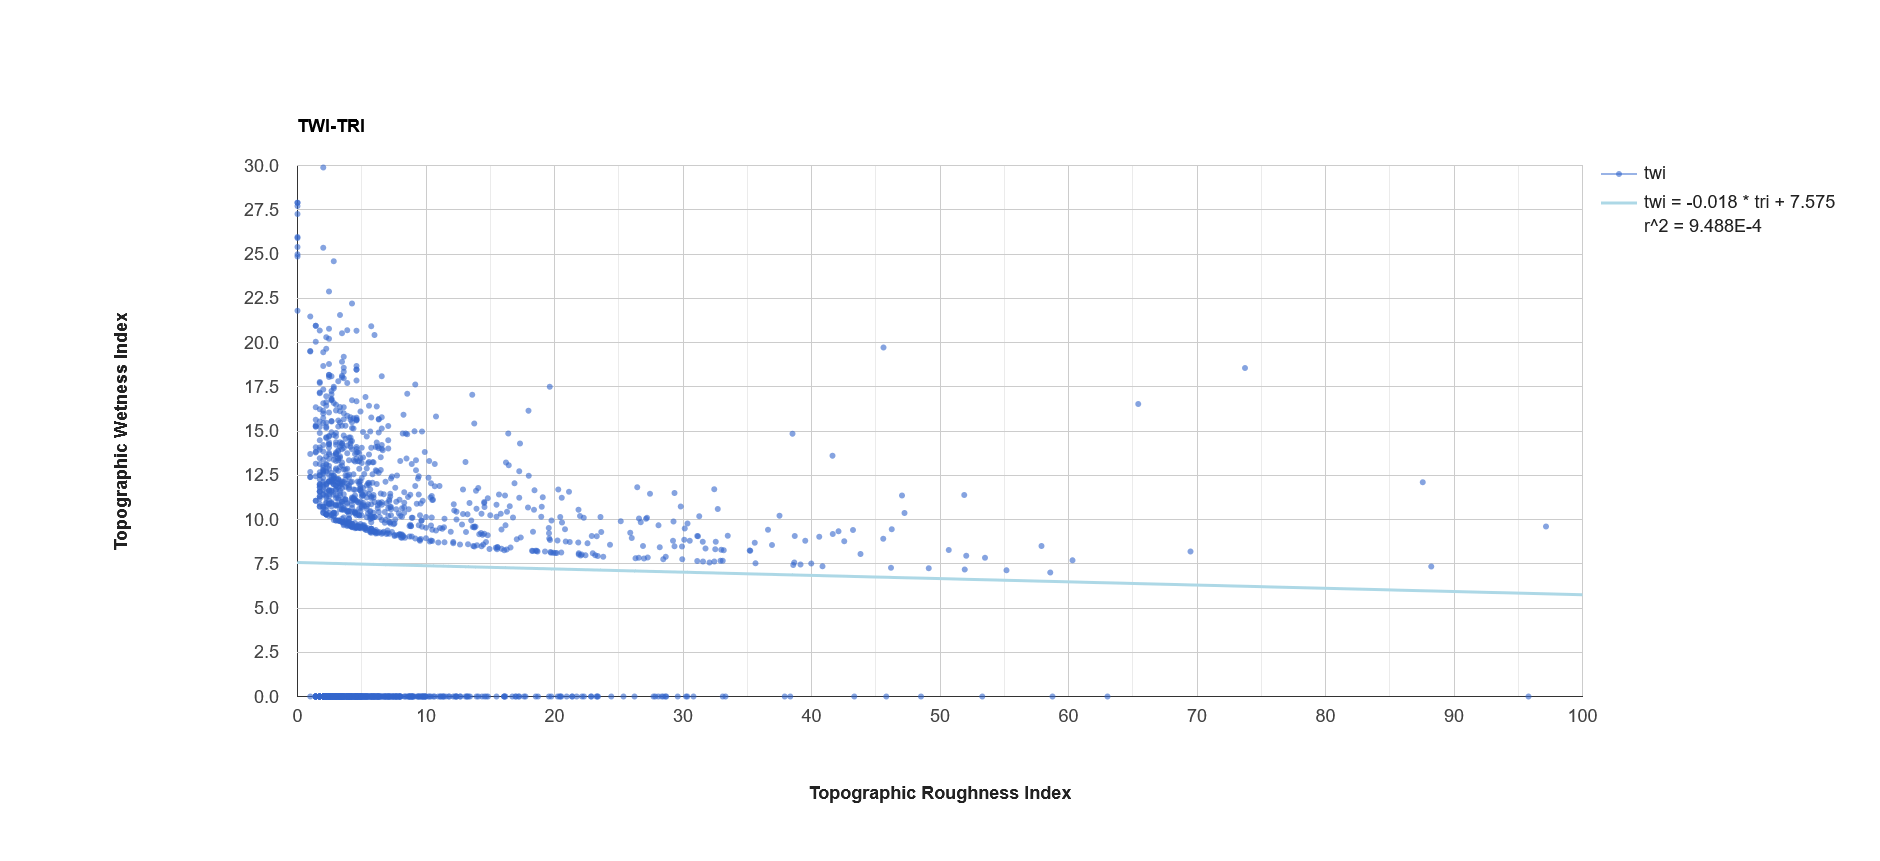 TWI-TRI
twi
twi = -0.018 * tri + 7.575
r^2 = 9.488E-4
Topographic Wetness Index
30.0
27.5
25.0
22.5
20.0
17.5
15.0
12.5
10.0
7.5
5.0
2.5
0.0
0 10 20 30 40 50 60 70 80 90 100
Topographic Roughness Index